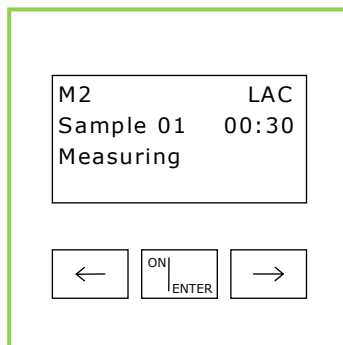 M2 LAC
Sample 01 00:30
Measuring
← ON ENTER →